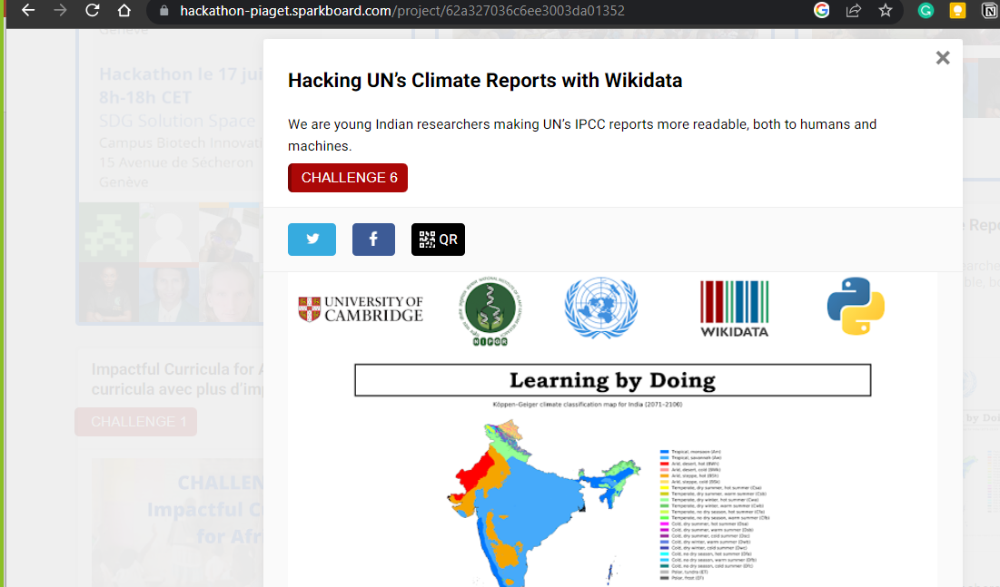 hackathon-piaget.sparkboard.com/project/62a327036c6ee3003da01352
Genève
Hackathon le 17 jui
8h-18h CET
SDG Solution Space
Campus Biotech Innovati
15 Avenue de Sécheron
Genève
Hacking UN's Climate Reports with Wikidata
We are young Indian researchers making UN's IPCC reports more readable, both to humans and
machines.
CHALLENGE 6
QR
UNIVERSITY OF
CAMBRIDGE
NIPGR
WIKIDATA
Learning by Doing
Köppen-Geiger climate classification map for India (2071–2100)
Tropical, monsoon (Am)
Tropical, savannah (Aw)
Arid, desert, hot (BWh)
Arid, desert, cold (BWk)
Arid, steppe, hot (BSh)
Arid, steppe, cold (BSk)
Temperate, dry summer, hot summer (Csa)
Temperate, dry summer, warm summer (Csb)
Temperate, dry winter, hot summer (Cwa)
Temperate, dry winter, warm summer (Cwb)
Temperate, no dry season, hot summer (Cfa)
Temperate, no dry season, warm summer (Cfb)
Cold, dry summer, hot summer (Dsa)
Cold, dry summer, warm summer (Dsb)
Cold, dry summer, cold summer (Dsc)
Cold, dry winter, warm summer (Dwb)
Cold, dry winter, cold summer (Dwc)
Cold, no dry season, hot summer (Dfa)
Cold, no dry season, warm summer (Dfb)
Cold, no dry season, cold summer (Dfc)
Polar, tundra (ET)
Polar, frost (EF)
Impactful Curricula for A
curricula avec plus d'imp
CHALLENGE 1
CHALLEN
Impactful C
for Afr
e Repo
by Doi